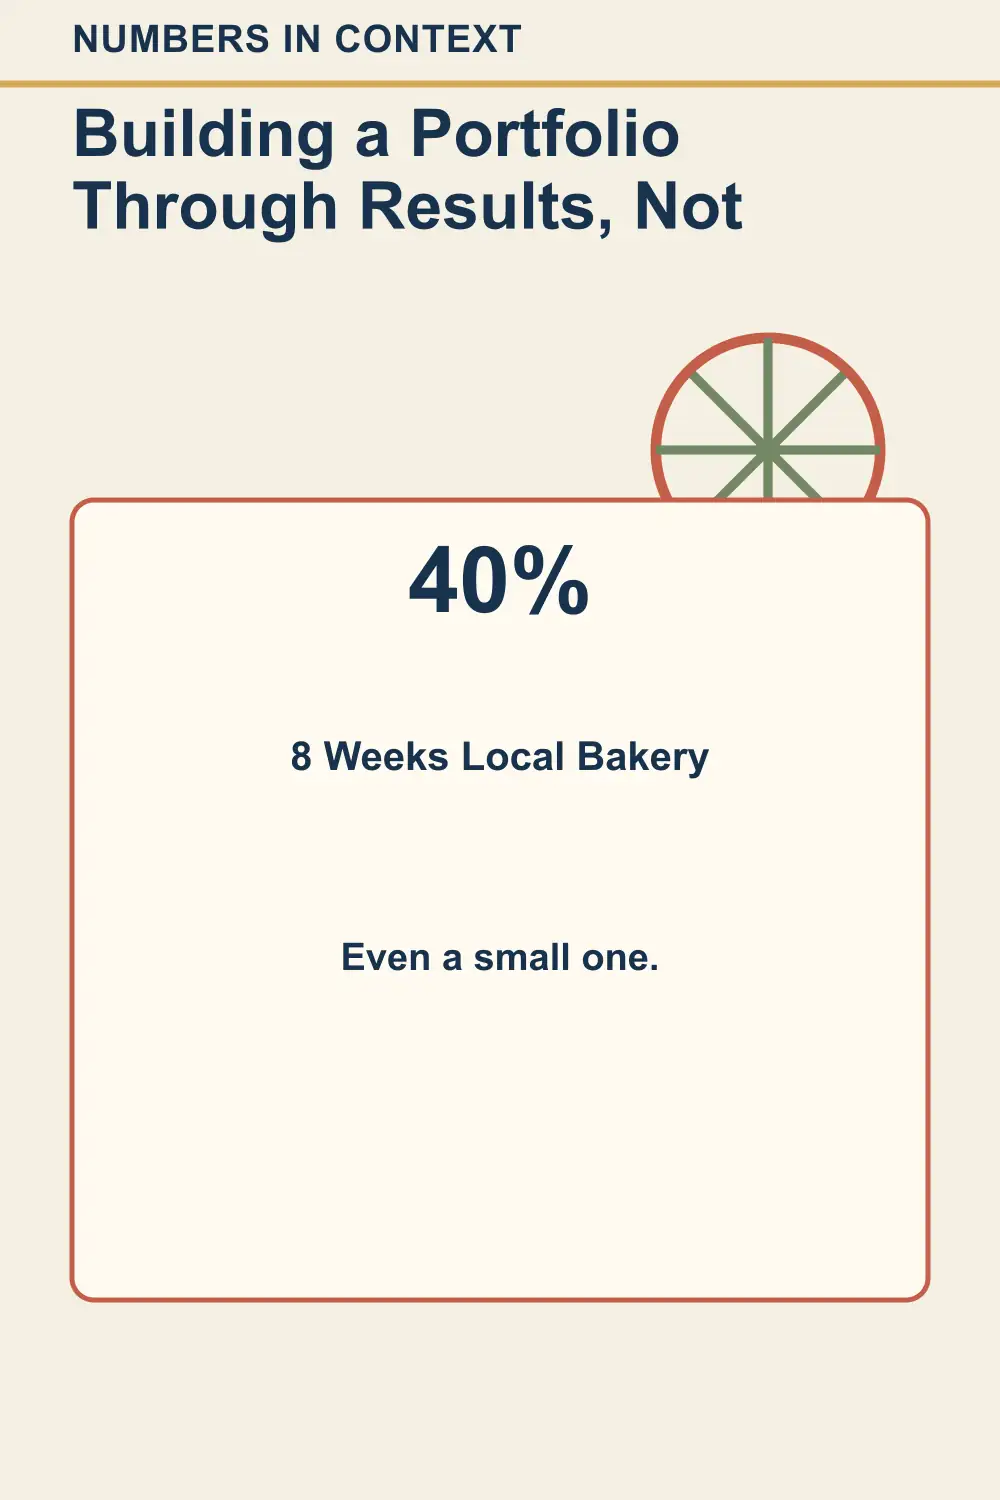 NUMBERS IN CONTEXT
Building a Portfolio
Through Results, Not
40%
8 Weeks Local Bakery
Even a small one.